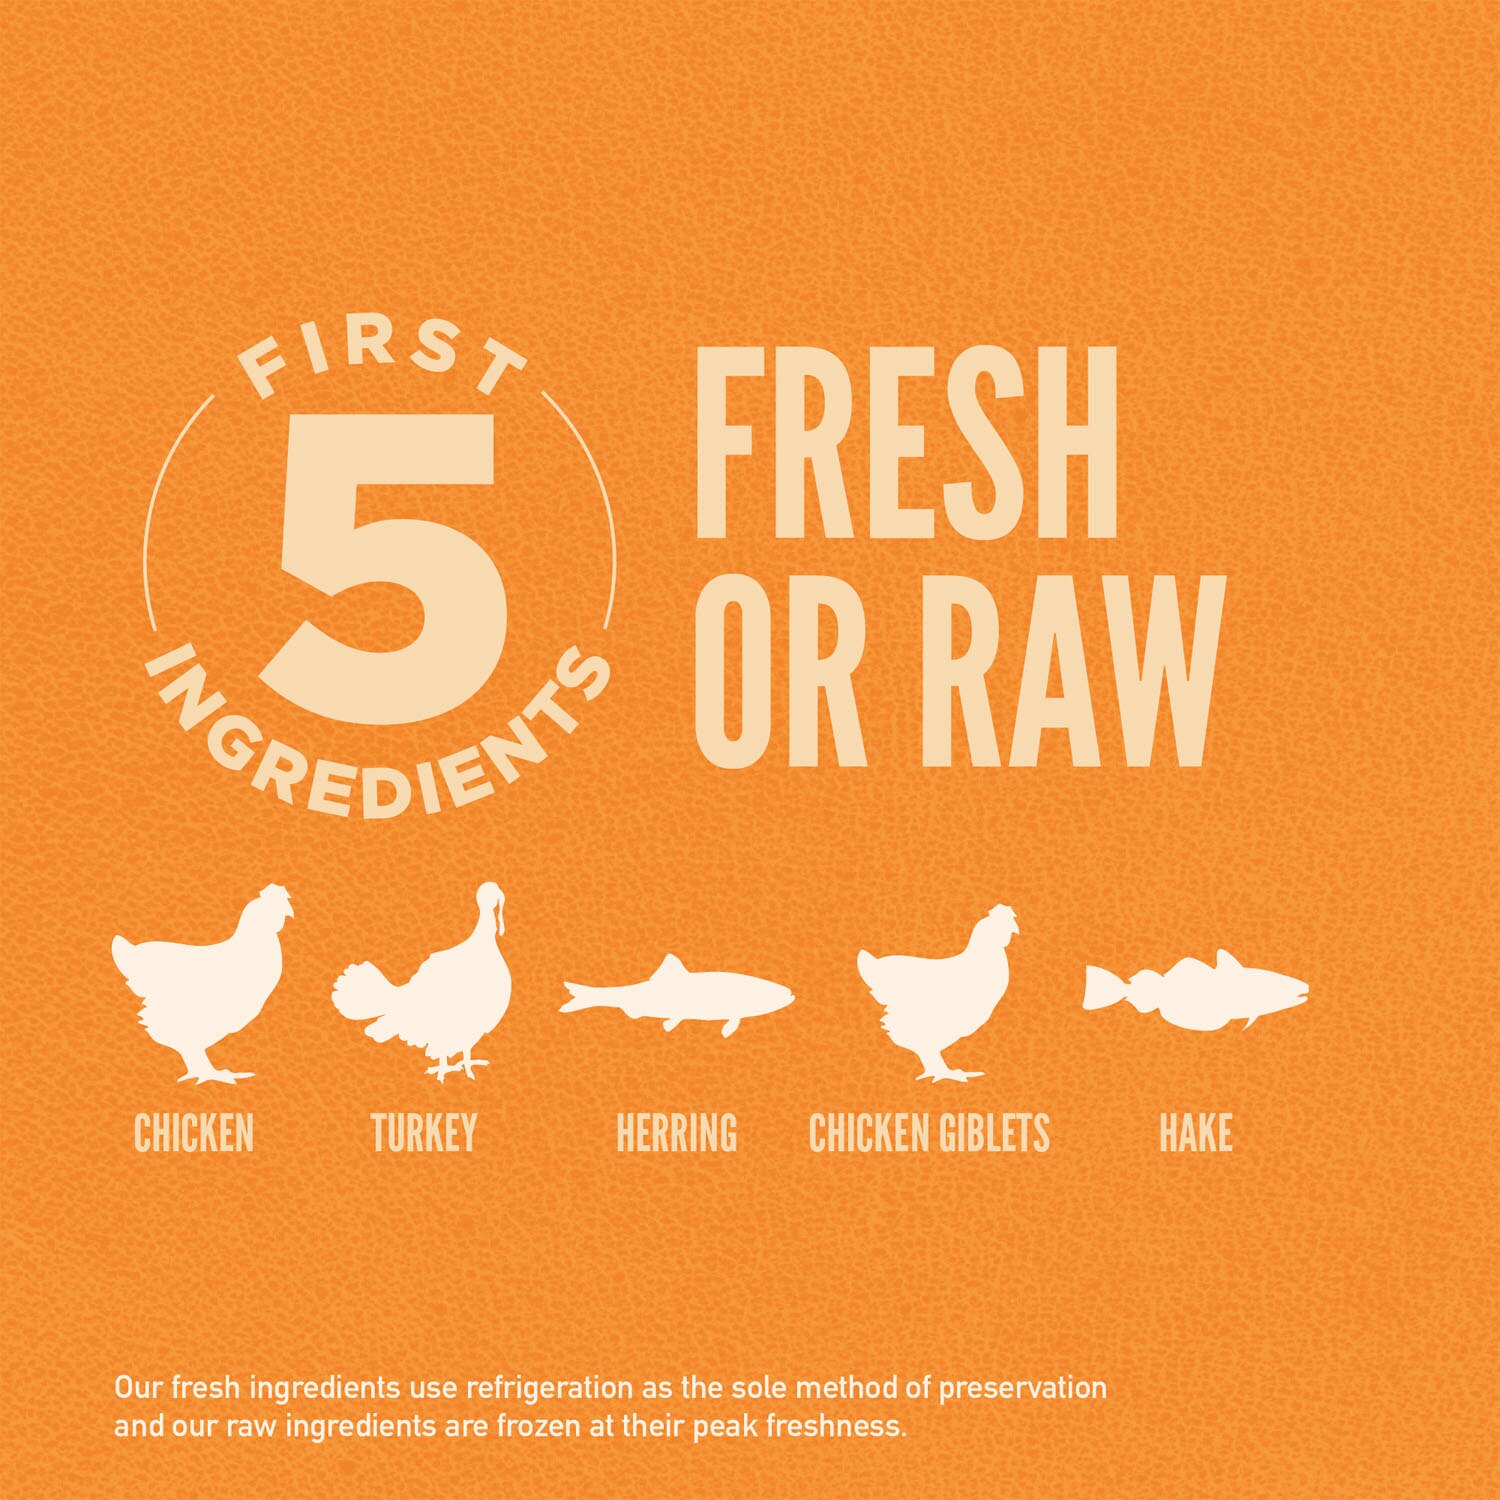 FIRST
5
INGREDIENTS
FRESH
OR RAW
CHICKEN
TURKEY
HERRING
CHICKEN GIBLETS
HAKE
Our fresh ingredients use refrigeration as the sole method of preservation
and our raw ingredients are frozen at their peak freshness.